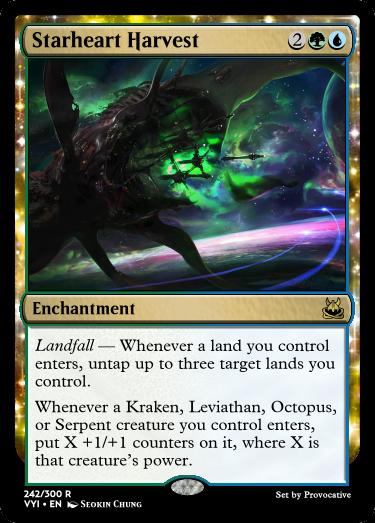 Starheart Harvest 2
Enchantment
Landfall — Whenever a land you control
enters, untap up to three target lands you
control.
Whenever a Kraken, Leviathan, Octopus,
or Serpent creature you control enters,
put X +1/+1 counters on it, where X is
that creature's power.
242/300 R
VYI • EN Seokin Chung
Set by Provocative